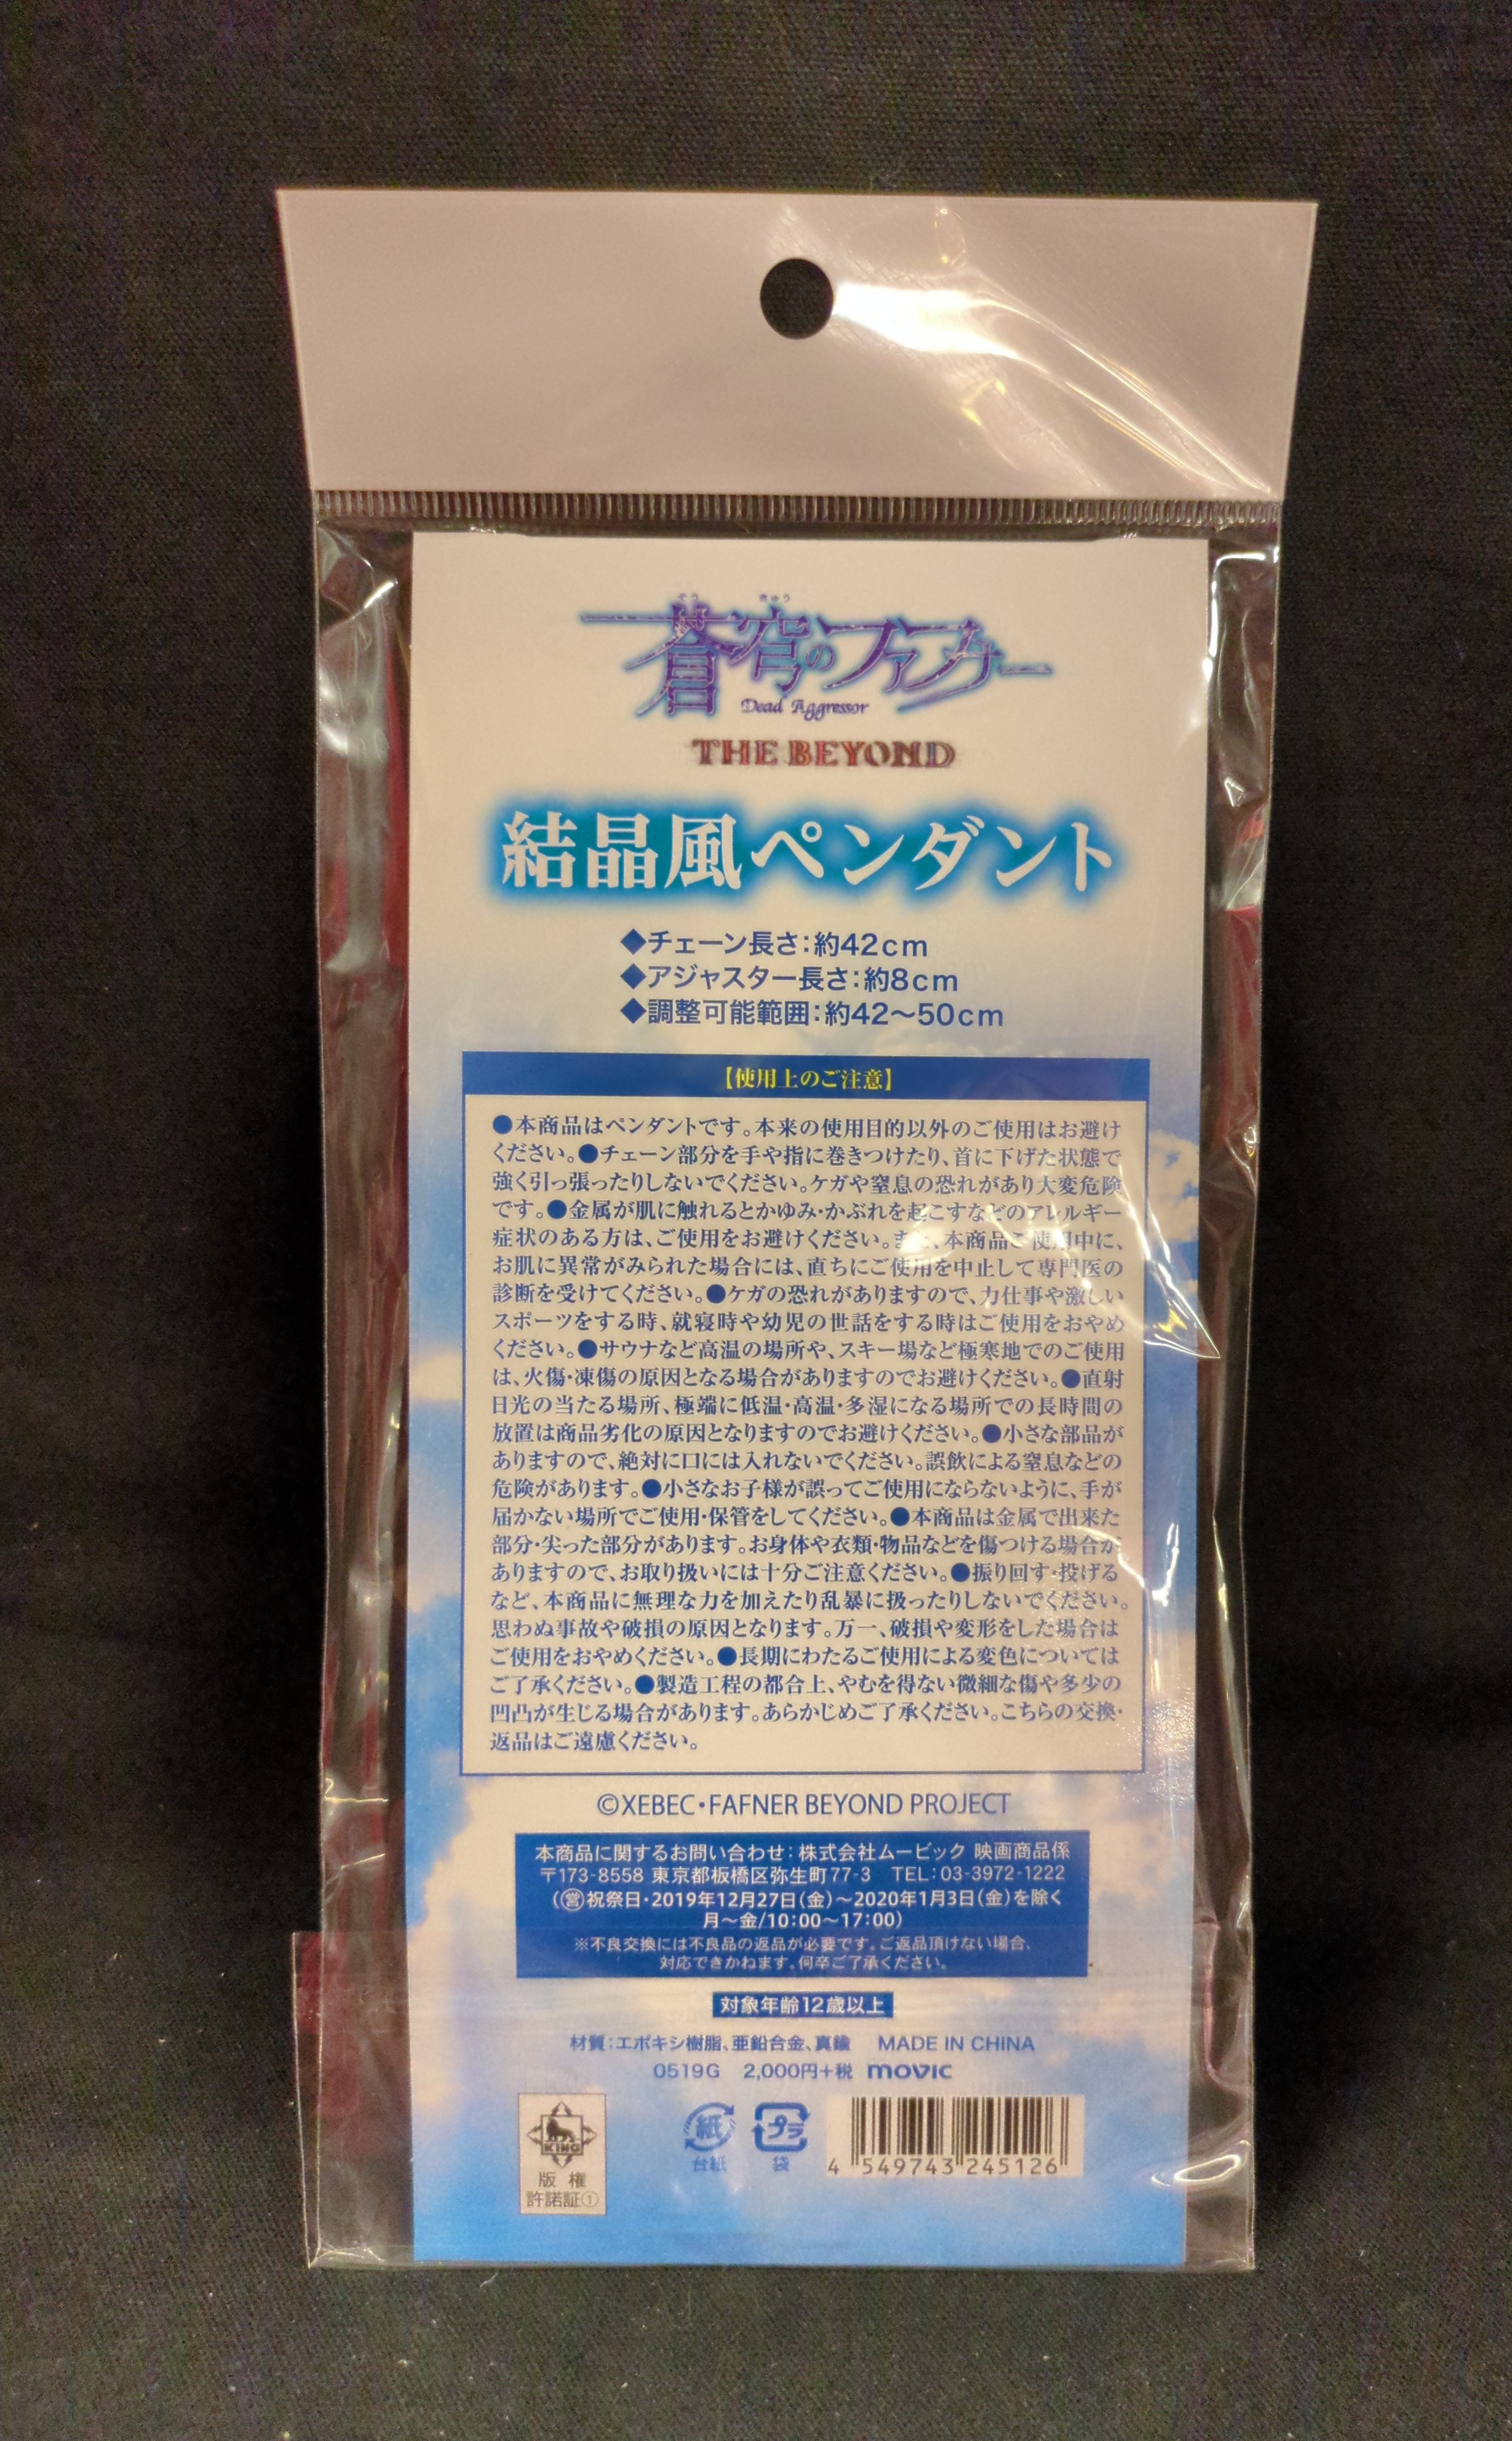 そう きゅう
蒼穹のファフナー
Dead Aggressor
THE BEYOND
結晶風ペンダント
◆チェーン長さ：約42cm
◆アジャスター長さ：約8cm
◆調整可能範囲：約42〜50cm
【使用上のご注意】
●本商品はペンダントです。本来の使用目的以外のご使用はお避け
ください。●チェーン部分を手や指に巻きつけたり、首に下げた状態で
強く引っ張ったりしないでください。ケガや窒息の恐れがあり大変危険
です。●金属が肌に触れるとかゆみ・かぶれを起こすなどのアレルギー
症状のある方は、ご使用をお避けください。また、本商品ご使用中に、
お肌に異常がみられた場合には、直ちにご使用を中止して専門医の
診断を受けてください。●ケガの恐れがありますので、力仕事や激しい
スポーツをする時、就寝時や幼児の世話をする時はご使用をおやめ
ください。●サウナなど高温の場所や、スキー場など極寒地でのご使用
は、火傷・凍傷の原因となる場合がありますのでお避けください。●直射
日光の当たる場所、極端に低温・高温・多湿になる場所での長時間の
放置は商品劣化の原因となりますのでお避けください。●小さな部品が
ありますので、絶対に口には入れないでください。誤飲による窒息などの
危険があります。●小さなお子様が誤ってご使用にならないように、手が
届かない場所でご使用・保管をしてください。●本商品は金属で出来た
部分・尖った部分があります。お身体や衣類・物品などを傷つける場合が
ありますので、お取り扱いには十分ご注意ください。●振り回す・投げる
など、本商品に無理な力を加えたり乱暴に扱ったりしないでください。
思わぬ事故や破損の原因となります。万一、破損や変形をした場合は
ご使用をおやめください。●長期にわたるご使用による変色については
ご了承ください。●製造工程の都合上、やむを得ない微細な傷や多少の
凹凸が生じる場合があります。あらかじめご了承ください。こちらの交換・
返品はご遠慮ください。
©XEBEC・FAFNER BEYOND PROJECT
本商品に関するお問い合わせ：株式会社ムービック 映画商品係
〒173-8558 東京都板橋区弥生町77-3 TEL：03-3972-1222
（㊡祝祭日・2019年12月27日（金）〜2020年1月3日（金）を除く
月〜金/10：00〜17：00）
※不良交換には不良品の返品が必要です。ご返品頂けない場合、
対応できかねます。何卒ご了承ください。
対象年齢12歳以上
材質：エポキシ樹脂、亜鉛合金、真鍮 MADE IN CHINA
0519G 2,000円+税 movic
KING
版権
許諾証①
紙
台紙
プラ
袋
4 549743 245126